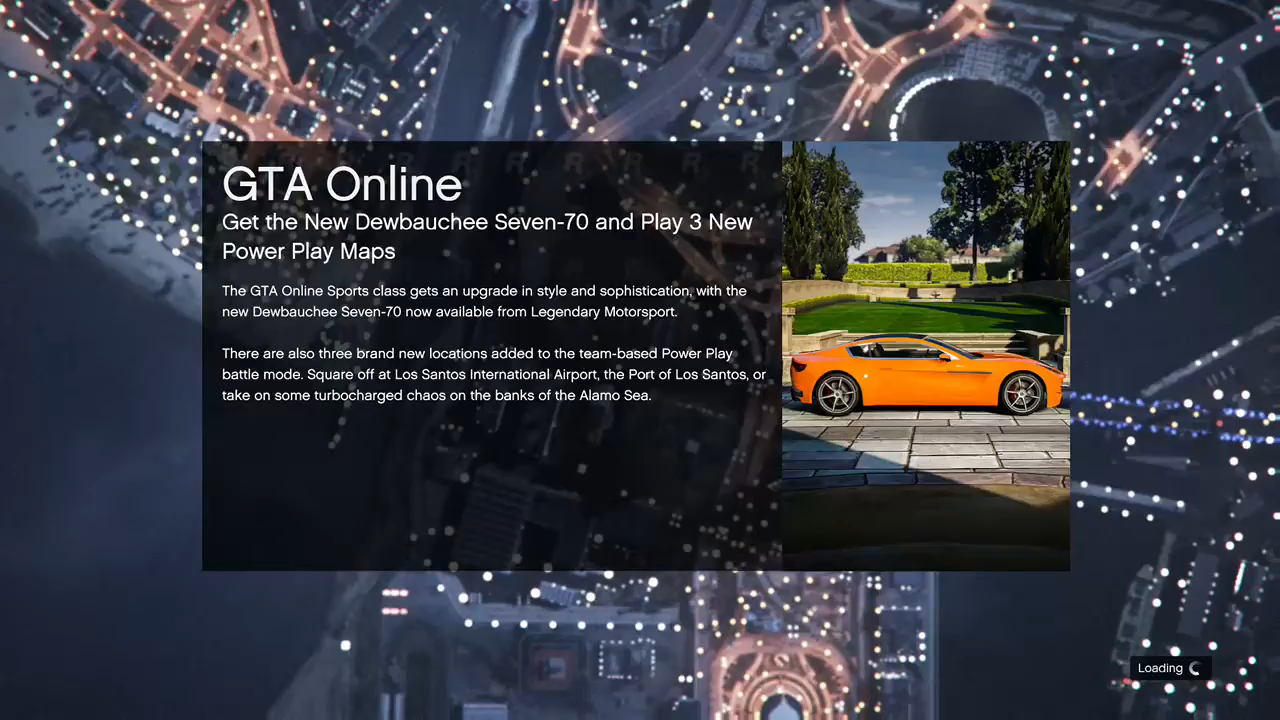 GTA Online
Get the New Dewbauchee Seven-70 and Play 3 New
Power Play Maps
The GTA Online Sports class gets an upgrade in style and sophistication, with the
new Dewbauchee Seven-70 now available from Legendary Motorsport.
There are also three brand new locations added to the team-based Power Play
battle mode. Square off at Los Santos International Airport, the Port of Los Santos, or
take on some turbocharged chaos on the banks of the Alamo Sea.
Loading